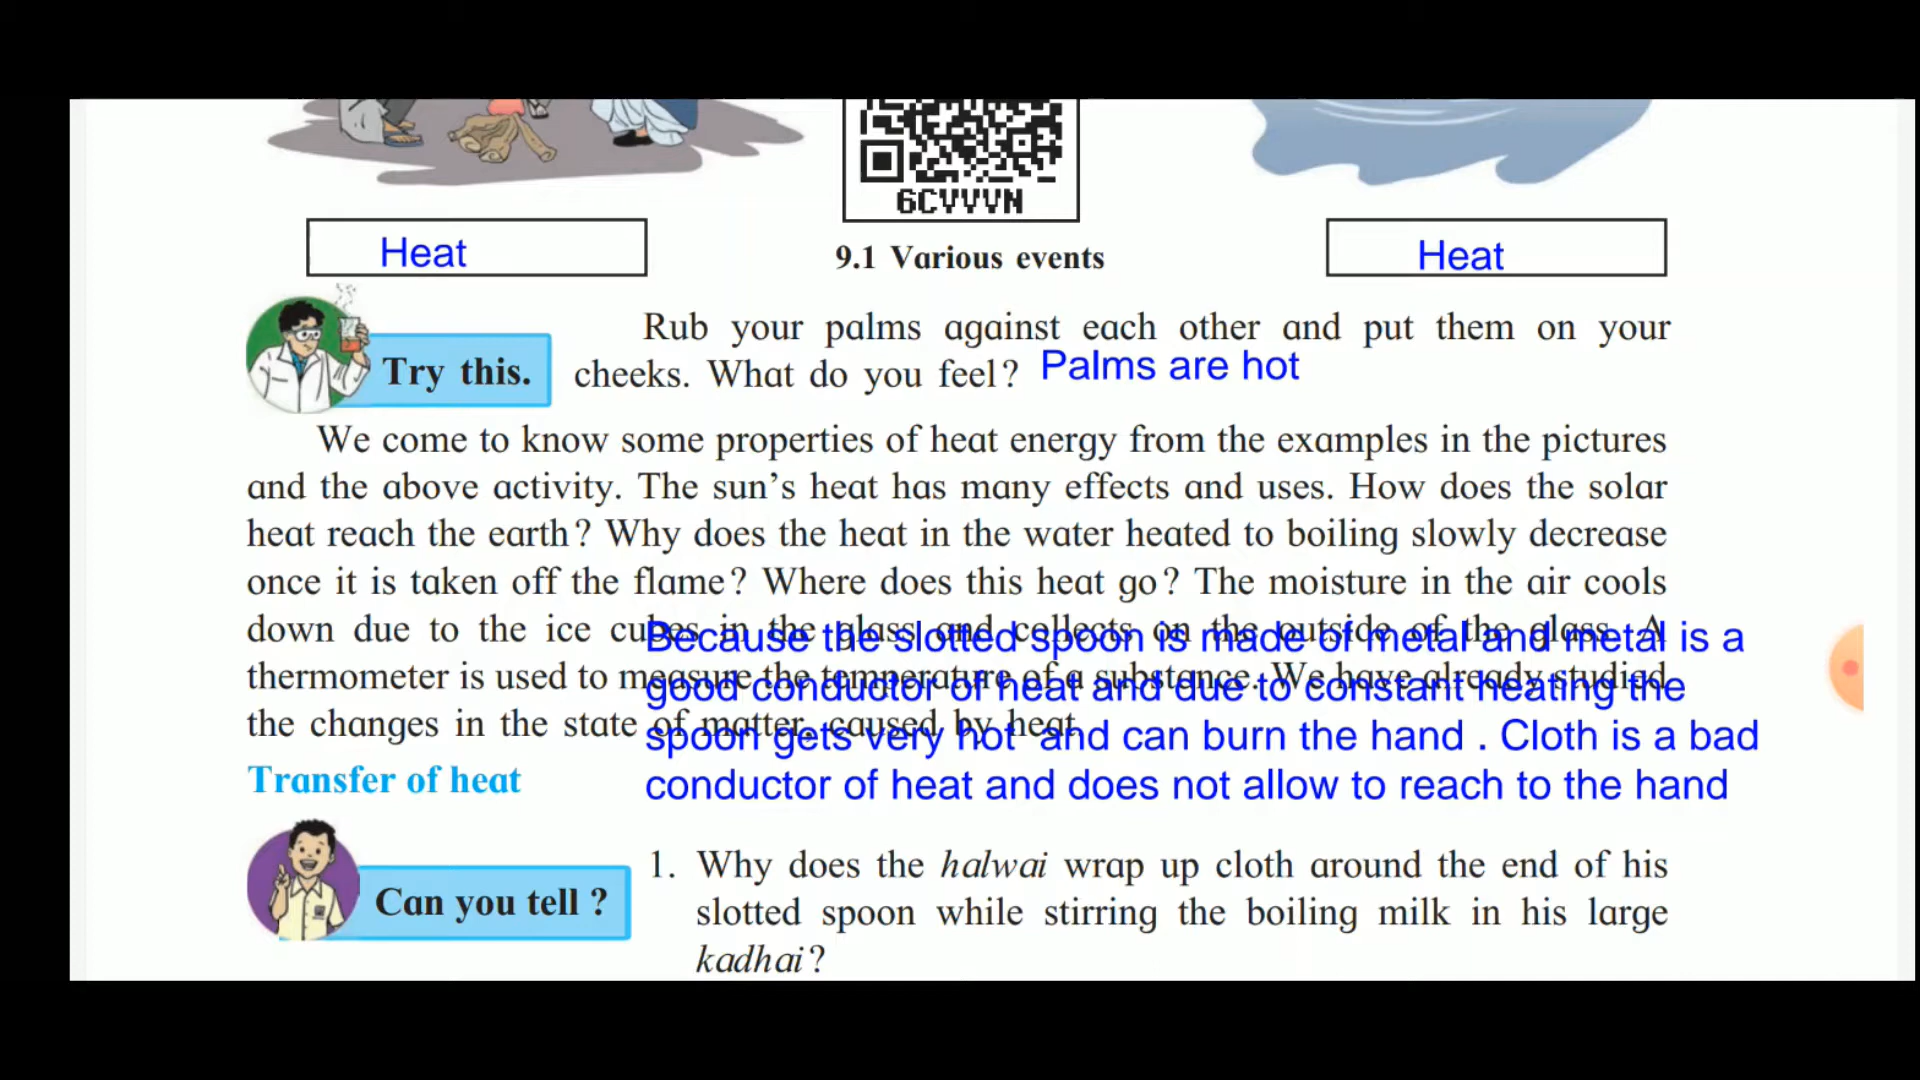 6CVVVN
Heat
9.1 Various events
Heat
Rub your palms against each other and put them on your
Try this.
cheeks. What do you feel? Palms are hot
We come to know some properties of heat energy from the examples in the pictures
and the above activity. The sun's heat has many effects and uses. How does the solar
heat reach the earth? Why does the heat in the water heated to boiling slowly decrease
once it is taken off the flame? Where does this heat go? The moisture in the air cools
down due to the ice cubes in the glass and collects on the outside of the glass. A
Because the slotted spoon is made of metal and metal is a
thermometer is used to measure the temperature of a substance. We have already studied
good conductor of heat and due to constant heating the
the changes in the state of matter, caused by heat.
spoon gets very hot and can burn the hand . Cloth is a bad
Transfer of heat
conductor of heat and does not allow to reach to the hand
Can you tell ?
1. Why does the halwai wrap up cloth around the end of his
slotted spoon while stirring the boiling milk in his large
kadhai?